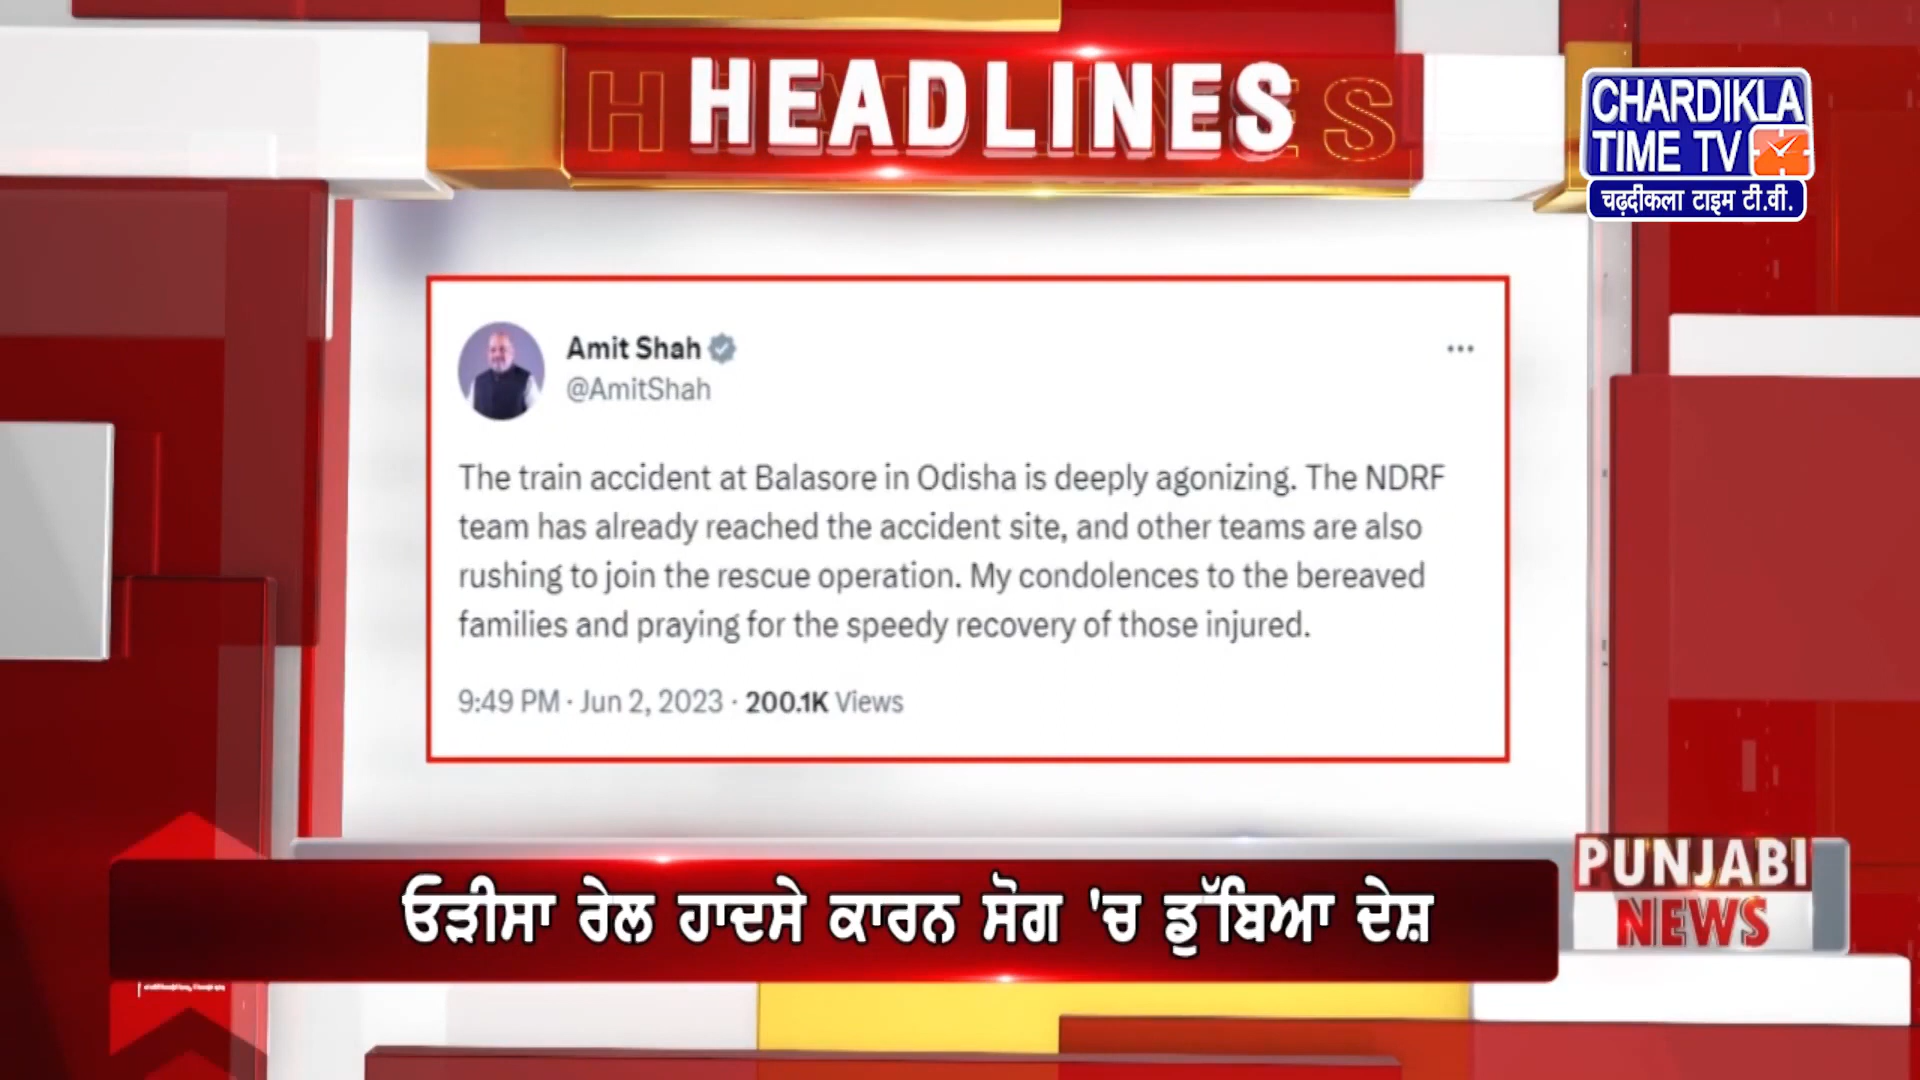 HEADLINES
CHARDIKLA
TIME TV
चढ़दीकला टाइम टी.वी.
Amit Shah
@AmitShah
The train accident at Balasore in Odisha is deeply agonizing. The NDRF
team has already reached the accident site, and other teams are also
rushing to join the rescue operation. My condolences to the bereaved
families and praying for the speedy recovery of those injured.
9:49 PM · Jun 2, 2023 · 200.1K Views
ਓੜੀਸਾ ਰੇਲ ਹਾਦਸੇ ਕਾਰਨ ਸੋਗ 'ਚ ਡੁੱਬਿਆ ਦੇਸ਼
PUNJABI
NEWS